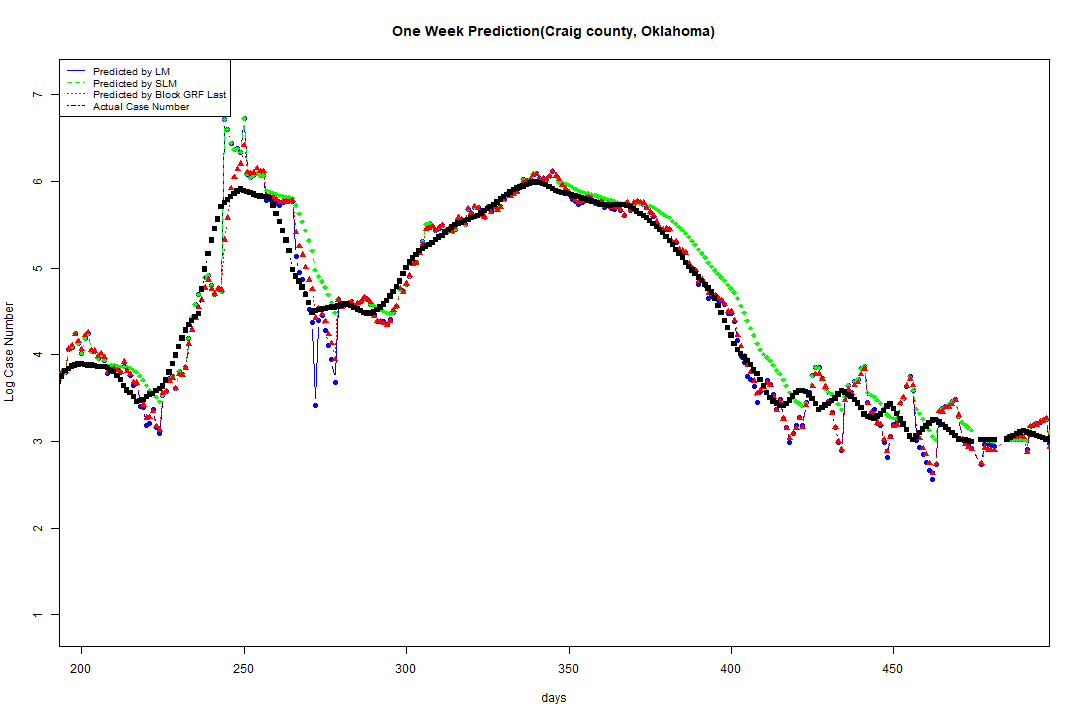 One Week Prediction(Craig county, Oklahoma)
Predicted by LM
Predicted by SLM
Predicted by Block GRF Last
Actual Case Number
7
6
5
4
3
2
1
Log Case Number
200 250 300 350 400 450
days